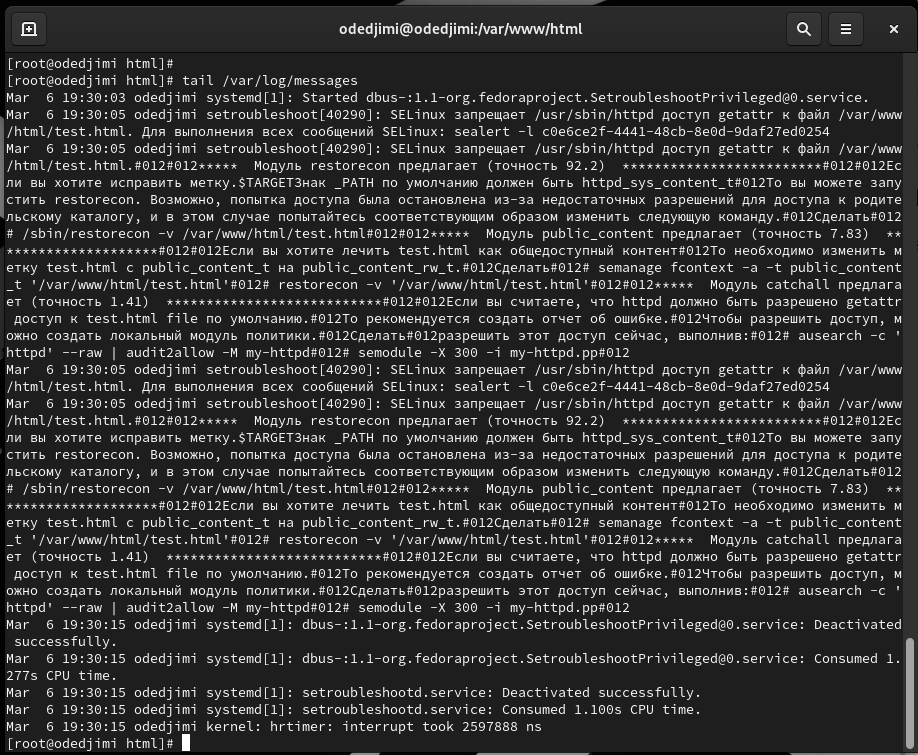 odedjimi@odedjimi:/var/www/html
[root@odedjimi html]#
[root@odedjimi html]# tail /var/log/messages
Mar  6 19:30:03 odedjimi systemd[1]: Started dbus-:1.1-org.fedoraproject.SetroubleshootPrivileged@0.service.
Mar  6 19:30:05 odedjimi setroubleshoot[40290]: SELinux запрещает /usr/sbin/httpd доступ getattr к файл /var/www
/html/test.html. Для выполнения всех сообщений SELinux: sealert -l c0e6ce2f-4441-48cb-8e0d-9daf27ed0254
Mar  6 19:30:05 odedjimi setroubleshoot[40290]: SELinux запрещает /usr/sbin/httpd доступ getattr к файл /var/www
/html/test.html.#012#012*****  Модуль restorecon предлагает (точность 92.2)  ************************#012#012Ес
ли вы хотите исправить метку.$TARGETЗнак _PATH по умолчанию должен быть httpd_sys_content_t#012То вы можете запу
стить restorecon. Возможно, попытка доступа была остановлена из-за недостаточных разрешений для доступа к родите
льскому каталогу, и в этом случае попытайтесь соответствующим образом изменить следующую команду.#012Сделать#012
# /sbin/restorecon -v /var/www/html/test.html#012#012*****  Модуль public_content предлагает (точность 7.83)  **
******************#012#012Если вы хотите лечить test.html как общедоступный контент#012То необходимо изменить м
етку test.html с public_content_t на public_content_rw_t.#012Сделать#012# semanage fcontext -a -t public_content
_t '/var/www/html/test.html'#012# restorecon -v '/var/www/html/test.html'#012#012*****  Модуль catchall предлага
ет (точность 1.41)  **************************#012#012Если вы считаете, что httpd должно быть разрешено getattr
 доступ к test.html file по умолчанию.#012То рекомендуется создать отчет об ошибке.#012Чтобы разрешить доступ, м
ожно создать локальный модуль политики.#012Сделать#012разрешить этот доступ сейчас, выполнив:#012# ausearch -c '
httpd' --raw | audit2allow -M my-httpd#012# semodule -X 300 -i my-httpd.pp#012
Mar  6 19:30:05 odedjimi setroubleshoot[40290]: SELinux запрещает /usr/sbin/httpd доступ getattr к файл /var/www
/html/test.html. Для выполнения всех сообщений SELinux: sealert -l c0e6ce2f-4441-48cb-8e0d-9daf27ed0254
Mar  6 19:30:05 odedjimi setroubleshoot[40290]: SELinux запрещает /usr/sbin/httpd доступ getattr к файл /var/www
/html/test.html.#012#012*****  Модуль restorecon предлагает (точность 92.2)  ************************#012#012Ес
ли вы хотите исправить метку.$TARGETЗнак _PATH по умолчанию должен быть httpd_sys_content_t#012То вы можете запу
стить restorecon. Возможно, попытка доступа была остановлена из-за недостаточных разрешений для доступа к родите
льскому каталогу, и в этом случае попытайтесь соответствующим образом изменить следующую команду.#012Сделать#012
# /sbin/restorecon -v /var/www/html/test.html#012#012*****  Модуль public_content предлагает (точность 7.83)  **
******************#012#012Если вы хотите лечить test.html как общедоступный контент#012То необходимо изменить м
етку test.html с public_content_t на public_content_rw_t.#012Сделать#012# semanage fcontext -a -t public_content
_t '/var/www/html/test.html'#012# restorecon -v '/var/www/html/test.html'#012#012*****  Модуль catchall предлага
ет (точность 1.41)  **************************#012#012Если вы считаете, что httpd должно быть разрешено getattr
 доступ к test.html file по умолчанию.#012То рекомендуется создать отчет об ошибке.#012Чтобы разрешить доступ, м
ожно создать локальный модуль политики.#012Сделать#012разрешить этот доступ сейчас, выполнив:#012# ausearch -c '
httpd' --raw | audit2allow -M my-httpd#012# semodule -X 300 -i my-httpd.pp#012
Mar  6 19:30:15 odedjimi systemd[1]: dbus-:1.1-org.fedoraproject.SetroubleshootPrivileged@0.service: Deactivated
 successfully.
Mar  6 19:30:15 odedjimi systemd[1]: dbus-:1.1-org.fedoraproject.SetroubleshootPrivileged@0.service: Consumed 1.
277s CPU time.
Mar  6 19:30:15 odedjimi systemd[1]: setroubleshootd.service: Deactivated successfully.
Mar  6 19:30:15 odedjimi systemd[1]: setroubleshootd.service: Consumed 1.100s CPU time.
Mar  6 19:30:15 odedjimi kernel: hrtimer: interrupt took 2597888 ns
[root@odedjimi html]#